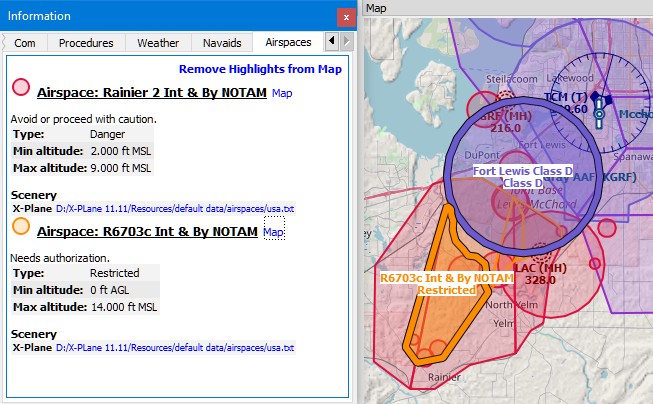 Information
Com
Procedures
Weather
Navaids
Airspaces
Remove Highlights from Map
Airspace: Rainier 2 Int & By NOTAM Map
Avoid or proceed with caution.
Type: Danger
Min altitude: 2.000 ft MSL
Max altitude: 9.000 ft MSL
Scenery
X-Plane D:/X-PLane 11.11/Resources/default data/airspaces/usa.txt
Airspace: R6703c Int & By NOTAM Map
Needs authorization.
Type: Restricted
Min altitude: 0 ft AGL
Max altitude: 14.000 ft MSL
Scenery
X-Plane D:/X-PLane 11.11/Resources/default data/airspaces/usa.txt
Map
Steilacoom
Lakewood
TCM (T)
9.60
GRF (MH)
216.0
DuPont
Fort Lewis
Spanawa
Fort Lewis Class D
Class D
Gray AAF (KGRF)
Joint Base
Lewis McChord
LAC (MH)
328.0
R6703c Int & By NOTAM
Restricted
North Yelm
Yelm
Rainier